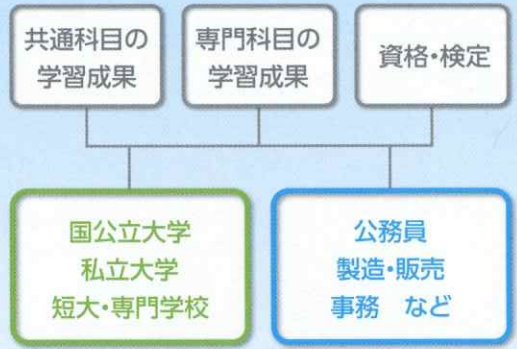 共通科目の
学習成果
専門科目の
学習成果
資格・検定
国公立大学
私立大学
短大・専門学校
公務員
製造・販売
事務　など